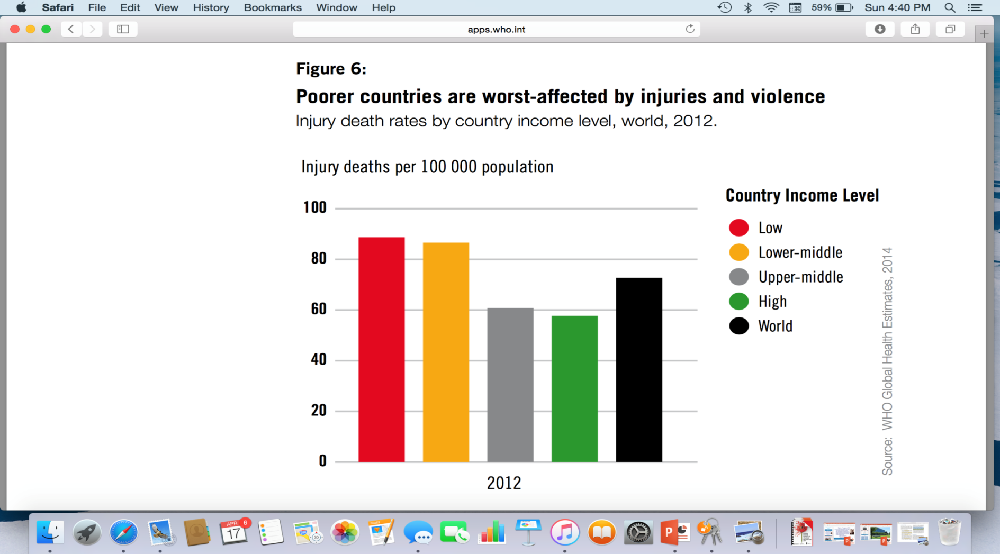 Safari File Edit View History Bookmarks Window Help 59% Sun 4:40 PM
apps.who.int
Figure 6:
Poorer countries are worst-affected by injuries and violence
Injury death rates by country income level, world, 2012.
Injury deaths per 100 000 population
100
80
60
40
20
0
2012
Country Income Level
Low
Lower-middle
Upper-middle
High
World
Source: WHO Global Health Estimates, 2014
APR 6
17
PAGES
3D
P